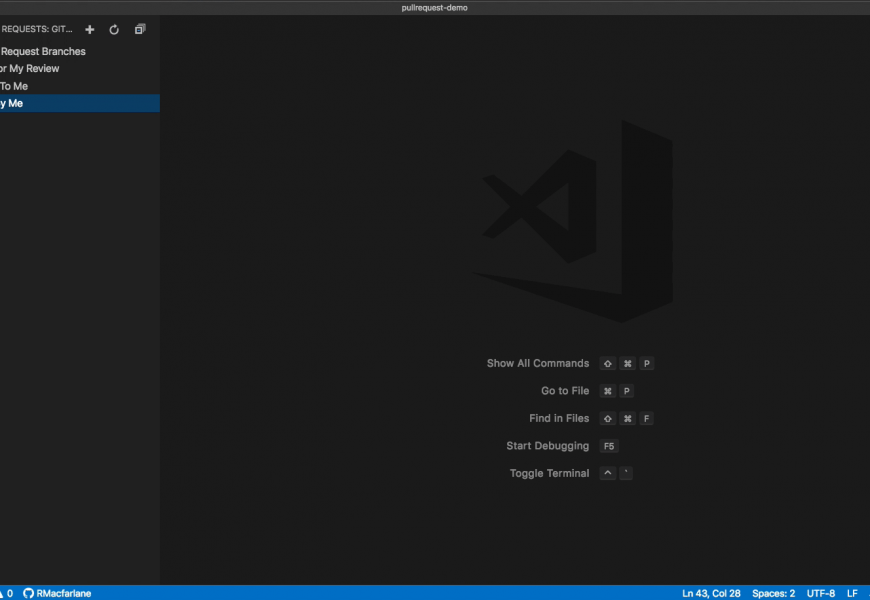 pullrequest-demo
REQUESTS: GIT...
Request Branches
or My Review
To Me
y Me
Show All Commands ⇧ ⌘ P
Go to File ⌘ P
Find in Files ⇧ ⌘ F
Start Debugging F5
Toggle Terminal ^ `
0 RMacfarlane Ln 43, Col 28 Spaces: 2 UTF-8 LF